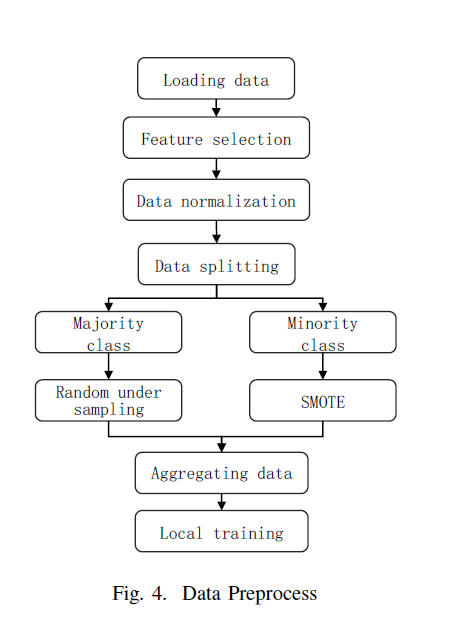 Loading data
Feature selection
Data normalization
Data splitting
Majority
class
Minority
class
Random under
sampling
SMOTE
Aggregating data
Local training
Fig. 4. Data Preprocess